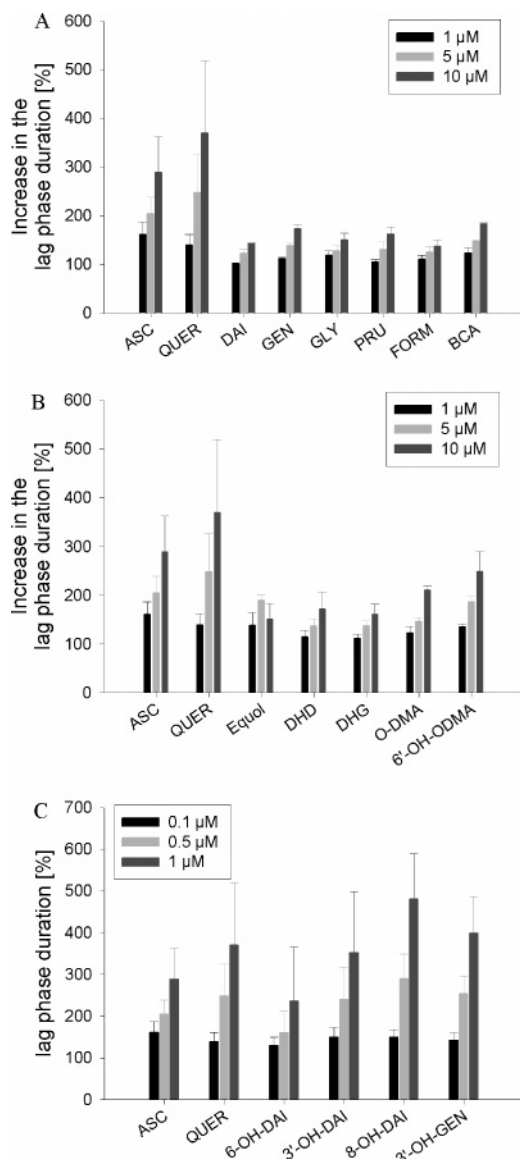 A
Increase in the
lag phase duration [%]
600
500
400
300
200
100
0
1 µM
5 µM
10 µM
ASC
QUER
DAI
GEN
GLY
PRU
FORM
BCA
B
Increase in the
lag phase duration [%]
600
500
400
300
200
100
0
1 µM
5 µM
10 µM
ASC
QUER
Equol
DHD
DHG
O-DMA
6'-OH-ODMA
C
lag phase duration [%]
700
600
500
400
300
200
100
0
0.1 µM
0.5 µM
1 µM
ASC
QUER
6-OH-DAI
3'-OH-DAI
8-OH-DAI
3'-OH-GEN